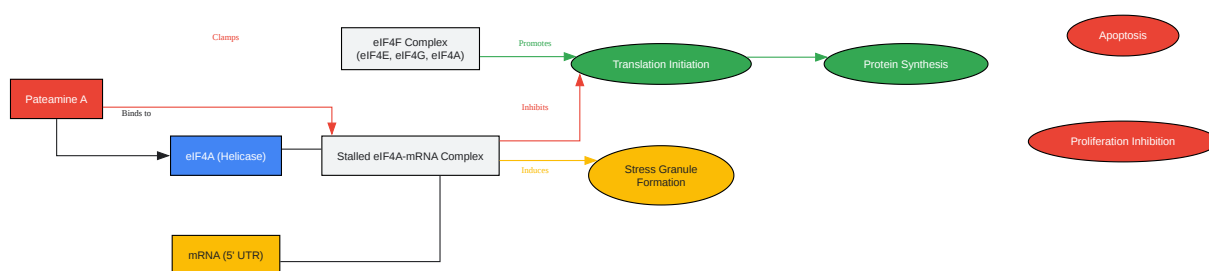 Clamps
eIF4F Complex
(eIF4E, eIF4G, eIF4A)
Promotes
Translation Initiation
Protein Synthesis
Apoptosis
Pateamine A
Binds to
Inhibits
eIF4A (Helicase)
Stalled eIF4A-mRNA Complex
Induces
Stress Granule
Formation
Proliferation Inhibition
mRNA (5' UTR)